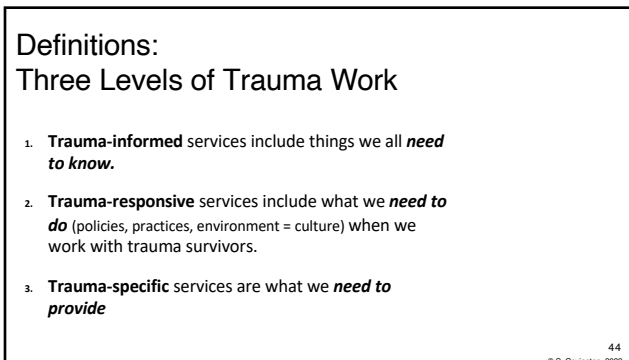 Definitions:
Three Levels of Trauma Work
1. Trauma-informed services include things we all need
to know.
2. Trauma-responsive services include what we need to
do (policies, practices, environment = culture) when we
work with trauma survivors.
3. Trauma-specific services are what we need to
provide
44